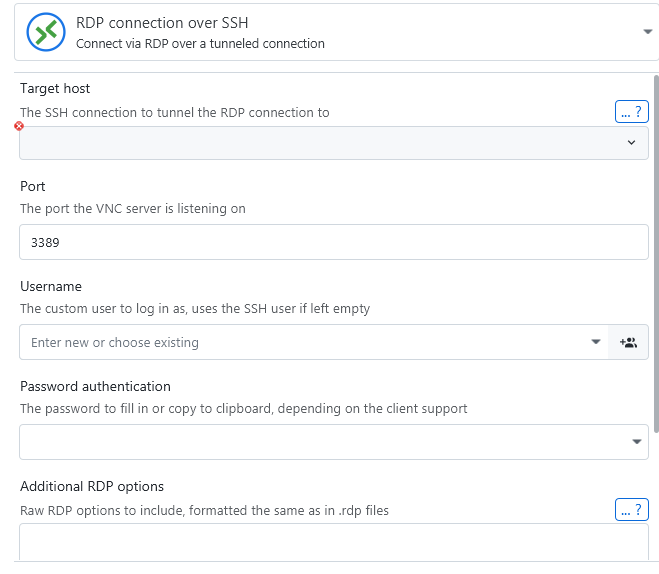 RDP connection over SSH
Connect via RDP over a tunneled connection
Target host
The SSH connection to tunnel the RDP connection to
... ?
Port
The port the VNC server is listening on
3389
Username
The custom user to log in as, uses the SSH user if left empty
Enter new or choose existing
Password authentication
The password to fill in or copy to clipboard, depending on the client support
Additional RDP options
Raw RDP options to include, formatted the same as in .rdp files
... ?